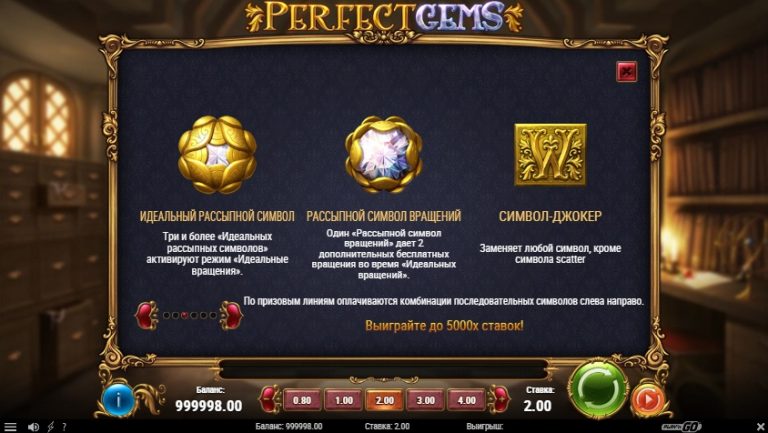 PERFECT GEMS
ИДЕАЛЬНЫЙ РАССЫПНОЙ СИМВОЛ
Три и более «Идеальных
рассыпных символов»
активируют режим «Идеальные
вращения».
РАССЫПНОЙ СИМВОЛ ВРАЩЕНИЙ
Один «Рассыпной символ
вращений» дает 2
дополнительных бесплатных
вращения во время «Идеальных
вращений».
W
СИМВОЛ-ДЖОКЕР
Заменяет любой символ, кроме
символа scatter
По призовым линиям оплачиваются комбинации последовательных символов слева направо.
Выиграйте до 5000x ставок!
Баланс:
999998.00
0.80
1.00
2.00
3.00
4.00
Ставка:
2.00
Баланс: 999998.00
Ставка: 2.00
Выигрыш:
PLAY'N GO